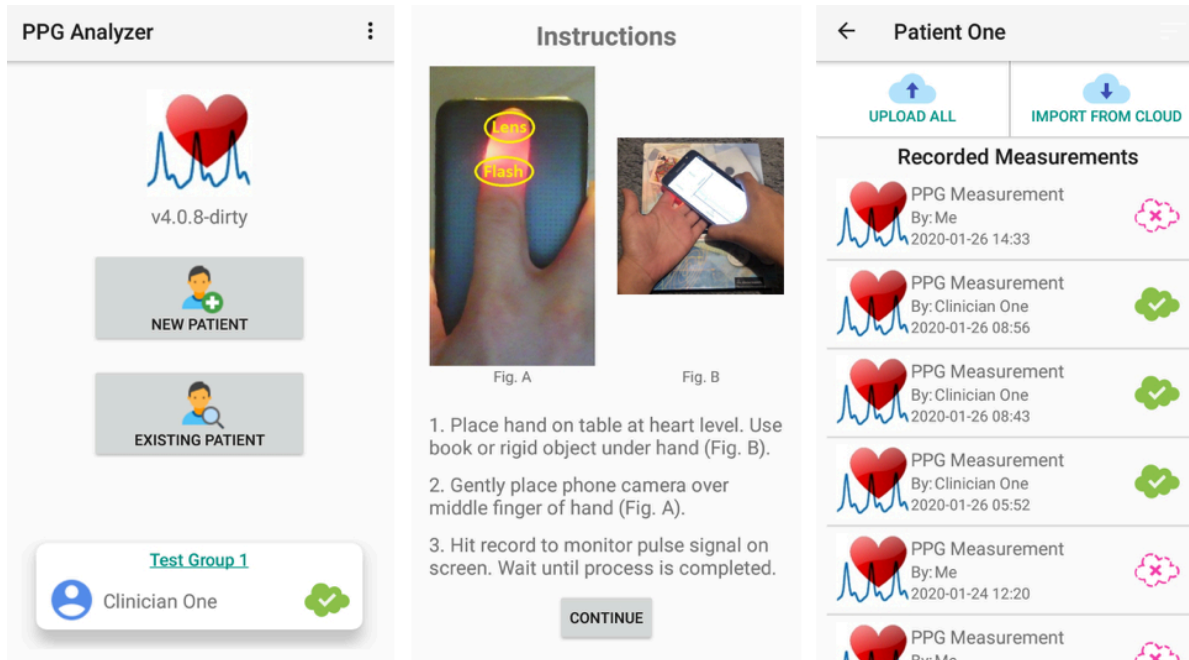 PPG Analyzer
v4.0.8-dirty
NEW PATIENT
EXISTING PATIENT
Test Group 1
Clinician One
Instructions
Lens
Flash
Fig. A
Fig. B
1. Place hand on table at heart level. Use
book or rigid object under hand (Fig. B).
2. Gently place phone camera over
middle finger of hand (Fig. A).
3. Hit record to monitor pulse signal on
screen. Wait until process is completed.
CONTINUE
Patient One
UPLOAD ALL
IMPORT FROM CLOUD
Recorded Measurements
PPG Measurement
By: Me
2020-01-26 14:33
PPG Measurement
By: Clinician One
2020-01-26 08:56
PPG Measurement
By: Clinician One
2020-01-26 08:43
PPG Measurement
By: Clinician One
2020-01-26 05:52
PPG Measurement
By: Me
2020-01-24 12:20
PPG Measurement
By: Me